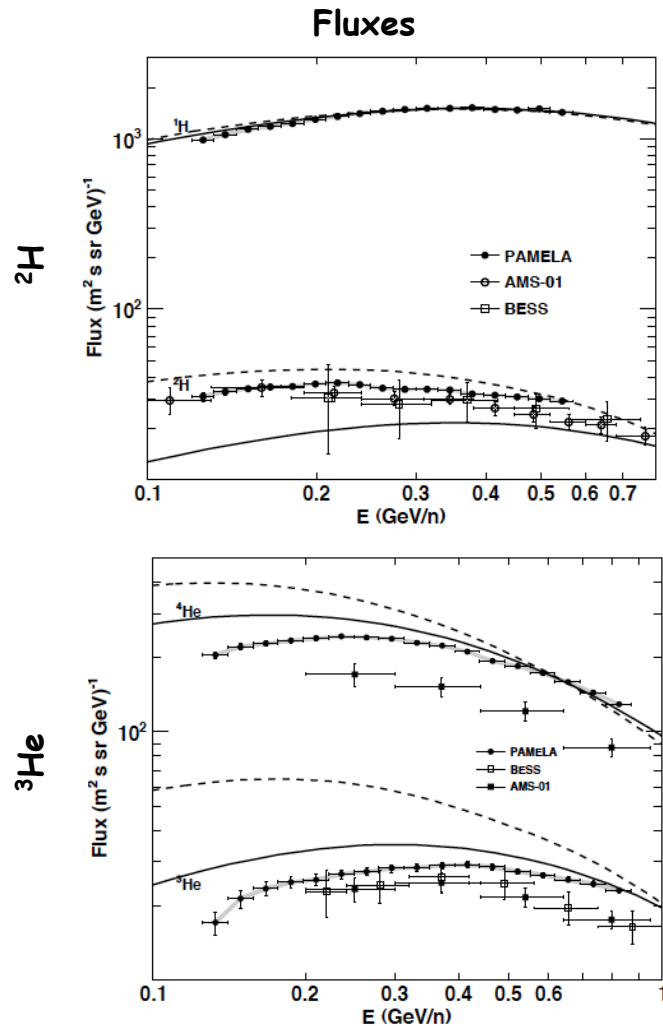 Fluxes
²H
Flux (m² s sr GeV)⁻¹
10³
10²
¹H
²H
PAMELA
AMS-01
BESS
0.1
0.2
0.3
0.4
0.5
0.6
0.7
E (GeV/n)
³He
Flux (m² s sr GeV)⁻¹
10²
⁴He
³He
PAMELA
BESS
AMS-01
0.1
0.2
0.3
0.4
0.5
0.6
1
E (GeV/n)